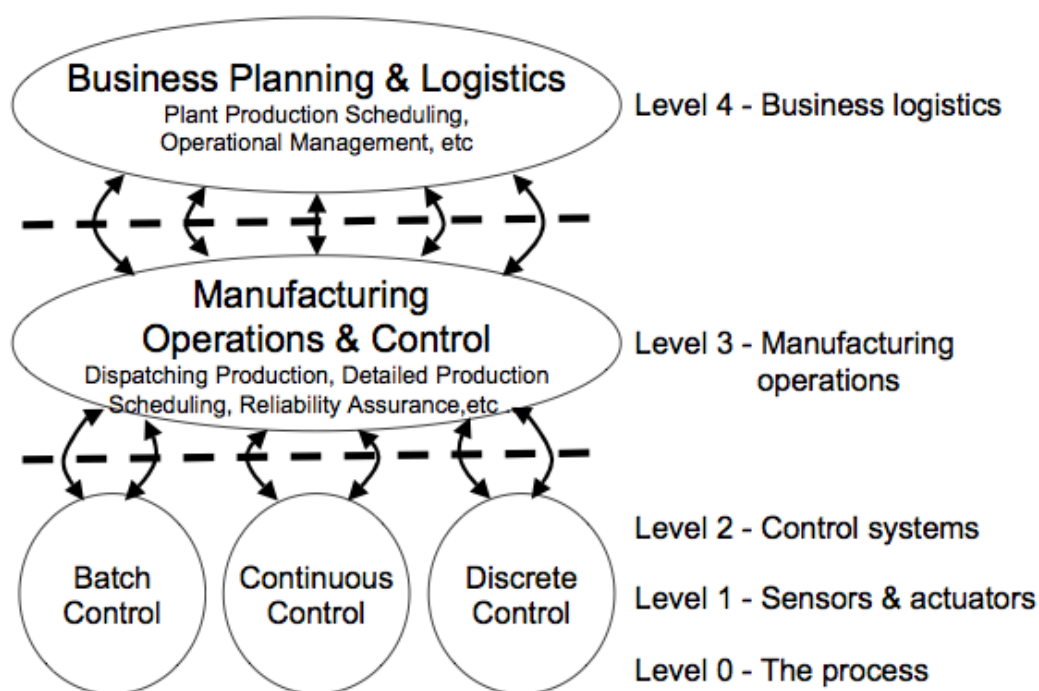 Business Planning & Logistics
Plant Production Scheduling,
Operational Management, etc
Level 4 - Business logistics
Manufacturing
Operations & Control
Dispatching Production, Detailed Production
Scheduling, Reliability Assurance,etc
Level 3 - Manufacturing
operations
Batch
Control
Continuous
Control
Discrete
Control
Level 2 - Control systems
Level 1 - Sensors & actuators
Level 0 - The process